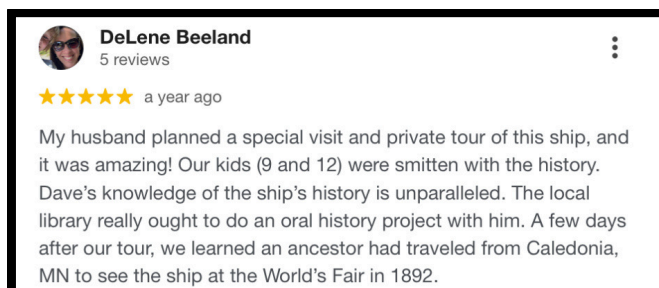 DeLene Beeland
5 reviews
a year ago
My husband planned a special visit and private tour of this ship, and
it was amazing! Our kids (9 and 12) were smitten with the history.
Dave’s knowledge of the ship’s history is unparalleled. The local
library really ought to do an oral history project with him. A few days
after our tour, we learned an ancestor had traveled from Caledonia,
MN to see the ship at the World’s Fair in 1892.